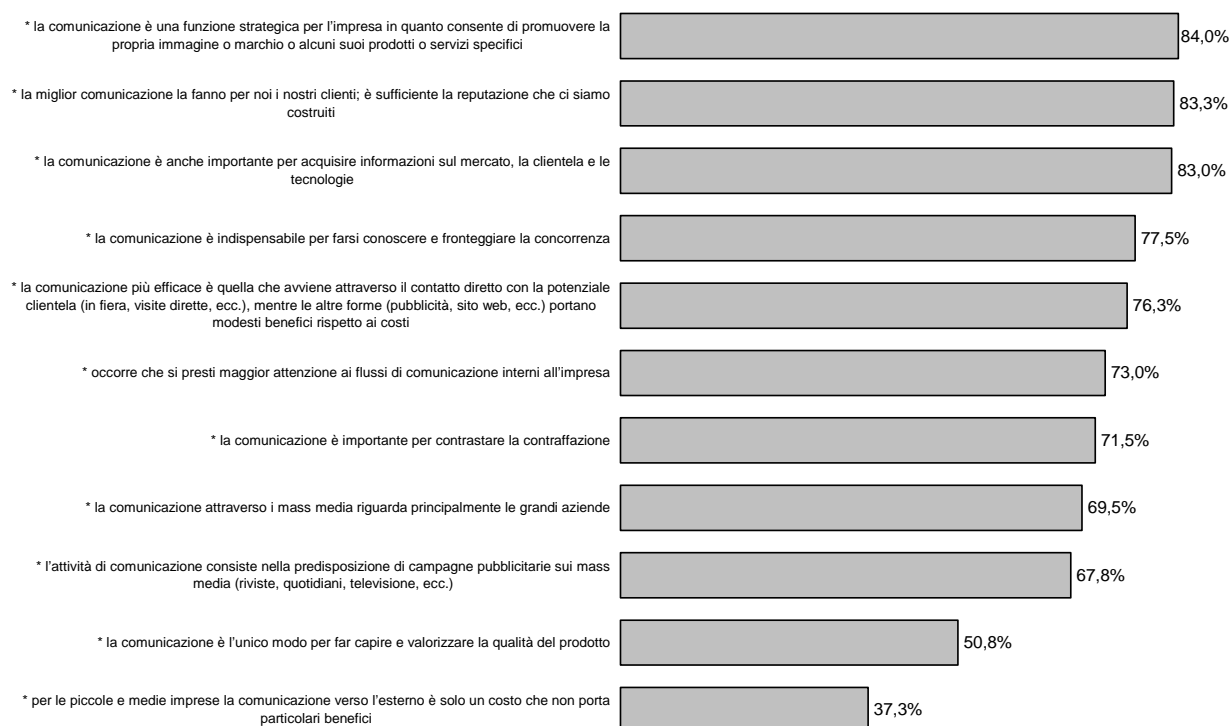 * la comunicazione è una funzione strategica per l'impresa in quanto consente di promuovere la
propria immagine o marchio o alcuni suoi prodotti o servizi specifici
84,0%
* la miglior comunicazione la fanno per noi i nostri clienti; è sufficiente la reputazione che ci siamo
costruiti
83,3%
* la comunicazione è anche importante per acquisire informazioni sul mercato, la clientela e le
tecnologie
83,0%
* la comunicazione è indispensabile per farsi conoscere e fronteggiare la concorrenza
77,5%
* la comunicazione più efficace è quella che avviene attraverso il contatto diretto con la potenziale
clientela (in fiera, visite dirette, ecc.), mentre le altre forme (pubblicità, sito web, ecc.) portano
modesti benefici rispetto ai costi
76,3%
* occorre che si presti maggior attenzione ai flussi di comunicazione interni all'impresa
73,0%
* la comunicazione è importante per contrastare la contraffazione
71,5%
* la comunicazione attraverso i mass media riguarda principalmente le grandi aziende
69,5%
* l'attività di comunicazione consiste nella predisposizione di campagne pubblicitarie sui mass
media (riviste, quotidiani, televisione, ecc.)
67,8%
* la comunicazione è l'unico modo per far capire e valorizzare la qualità del prodotto
50,8%
* per le piccole e medie imprese la comunicazione verso l'esterno è solo un costo che non porta
particolari benefici
37,3%